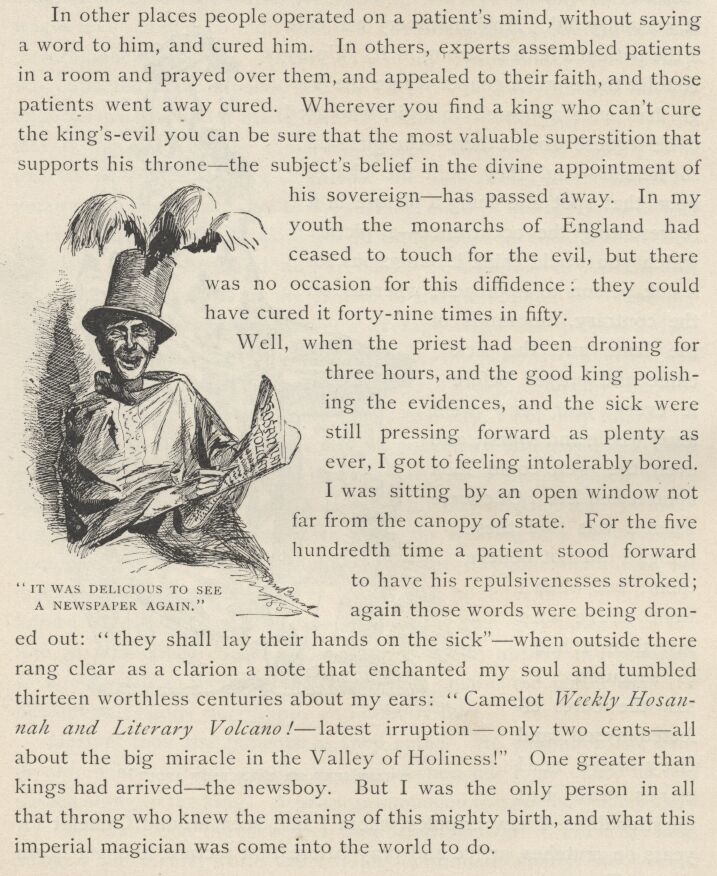 In other places people operated on a patient's mind, without saying
a word to him, and cured him. In others, experts assembled patients
in a room and prayed over them, and appealed to their faith, and those
patients went away cured. Wherever you find a king who can't cure
the king's-evil you can be sure that the most valuable superstition that
supports his throne—the subject's belief in the divine appointment of
his sovereign—has passed away. In my
youth the monarchs of England had
ceased to touch for the evil, but there
was no occasion for this diffidence: they could
have cured it forty-nine times in fifty.
Well, when the priest had been droning for
three hours, and the good king polish-
ing the evidences, and the sick were
still pressing forward as plenty as
ever, I got to feeling intolerably bored.
I was sitting by an open window not
far from the canopy of state. For the five
hundredth time a patient stood forward
to have his repulsivenesses stroked;
again those words were being dron-
ed out: "they shall lay their hands on the sick"—when outside there
rang clear as a clarion a note that enchanted my soul and tumbled
thirteen worthless centuries about my ears: "Camelot Weekly Hosan-
nah and Literary Volcano!—latest irruption—only two cents—all
about the big miracle in the Valley of Holiness!" One greater than
kings had arrived—the newsboy. But I was the only person in all
that throng who knew the meaning of this mighty birth, and what this
imperial magician was come into the world to do.
"IT WAS DELICIOUS TO SEE
A NEWSPAPER AGAIN."